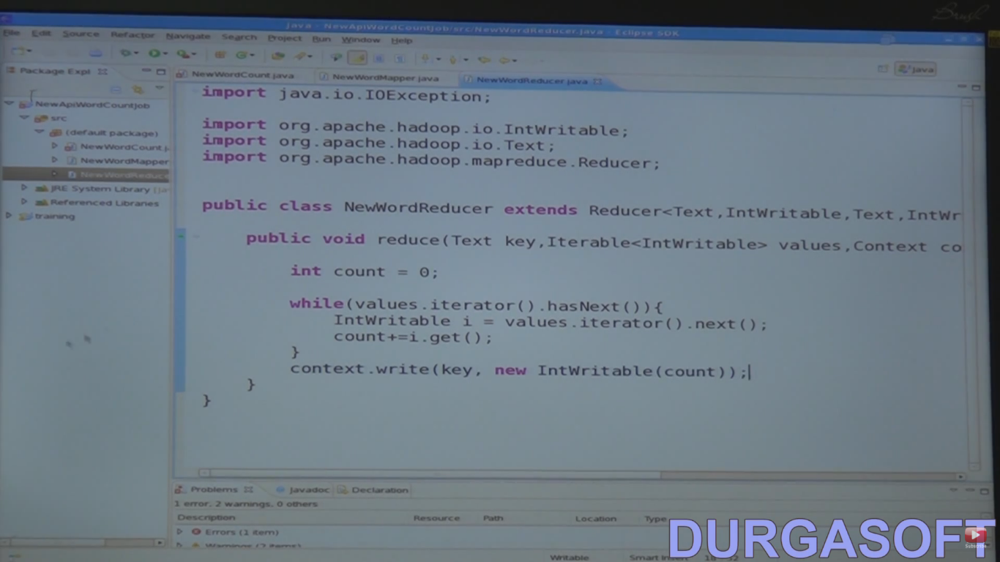 Brush
java - NewApiWordCountJob/src/NewWordReducer.java - Eclipse SDK
File Edit Source Refactor Navigate Search Project Run Window Help
Java
Package Expl
NewWordCount.java NewWordMapper.java NewWordReducer.java
NewApiWordCountJob
src
(default package)
NewWordCount.j
NewWordMapper
NewWordReduce
JRE System Library [ja
Referenced Libraries
training
import java.io.IOException;
import org.apache.hadoop.io.IntWritable;
import org.apache.hadoop.io.Text;
import org.apache.hadoop.mapreduce.Reducer;
public class NewWordReducer extends Reducer<Text,IntWritable,Text,IntWr
public void reduce(Text key,Iterable<IntWritable> values,Context co
int count = 0;
while(values.iterator().hasNext()){
IntWritable i = values.iterator().next();
count+=i.get();
}
context.write(key, new IntWritable(count));
}
}
Problems Javadoc Declaration
1 error, 2 warnings, 0 others
Description Resource Path Location Type
Errors (1 item)
Warnings (2 items)
Writable Smart
DURGASOFT
Subscribe